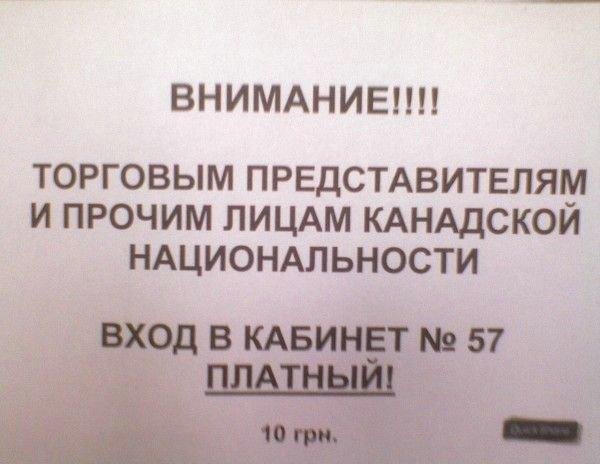 ВНИМАНИЕ!!!!
ТОРГОВЫМ ПРЕДСТАВИТЕЛЯМ
И ПРОЧИМ ЛИЦАМ КАНАДСКОЙ
НАЦИОНАЛЬНОСТИ
ВХОД В КАБИНЕТ № 57
ПЛАТНЫЙ!
10 грн.